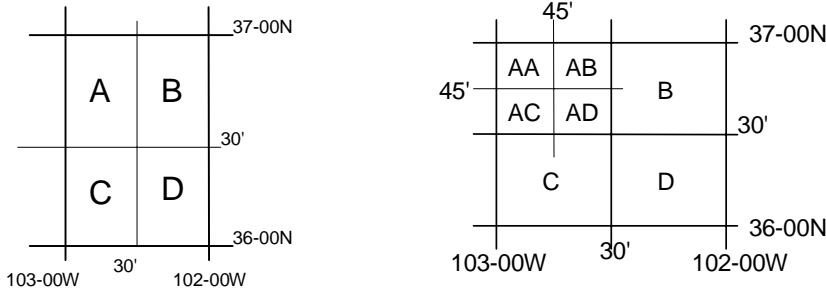 37-00N
A B
30'
C D
36-00N
30'
103-00W 102-00W
45'
37-00N
AA AB
45' B
AC AD
30'
C D
36-00N
30'
103-00W 102-00W